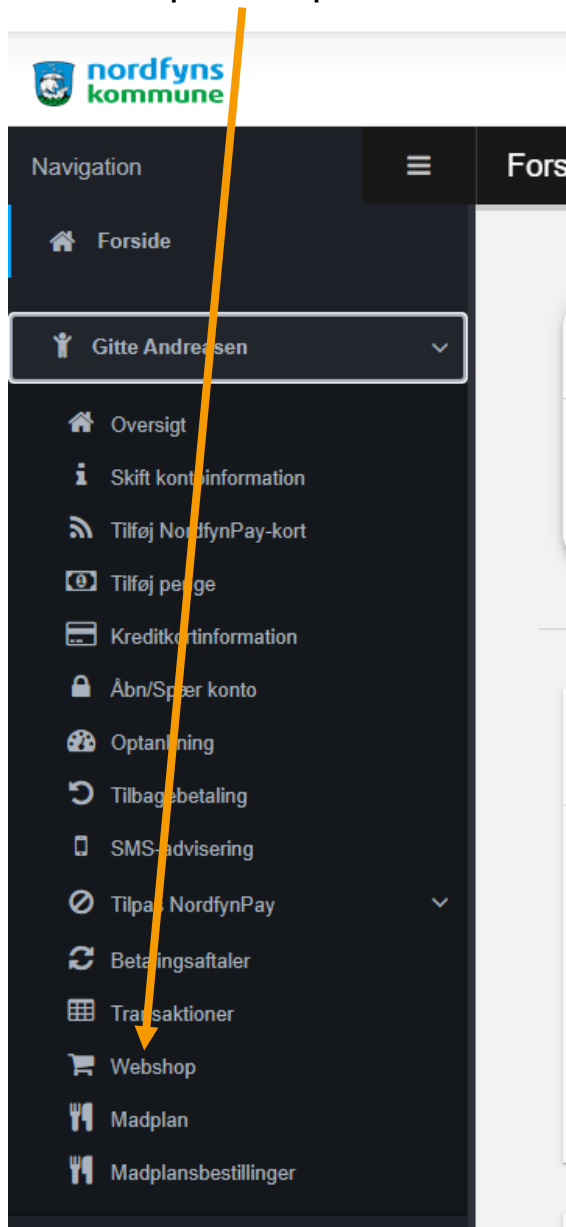 nordfyns
kommune
Navigation
Fors
Forside
Gitte Andreasen
Oversigt
Skift kontoinformation
Tilføj NordfynPay-kort
Tilføj penge
Kreditkortinformation
Åbn/Spær konto
Optankning
Tilbagebetaling
SMS-advisering
Tilpas NordfynPay
Betalingsaftaler
Transaktioner
Webshop
Madplan
Madplansbestillinger